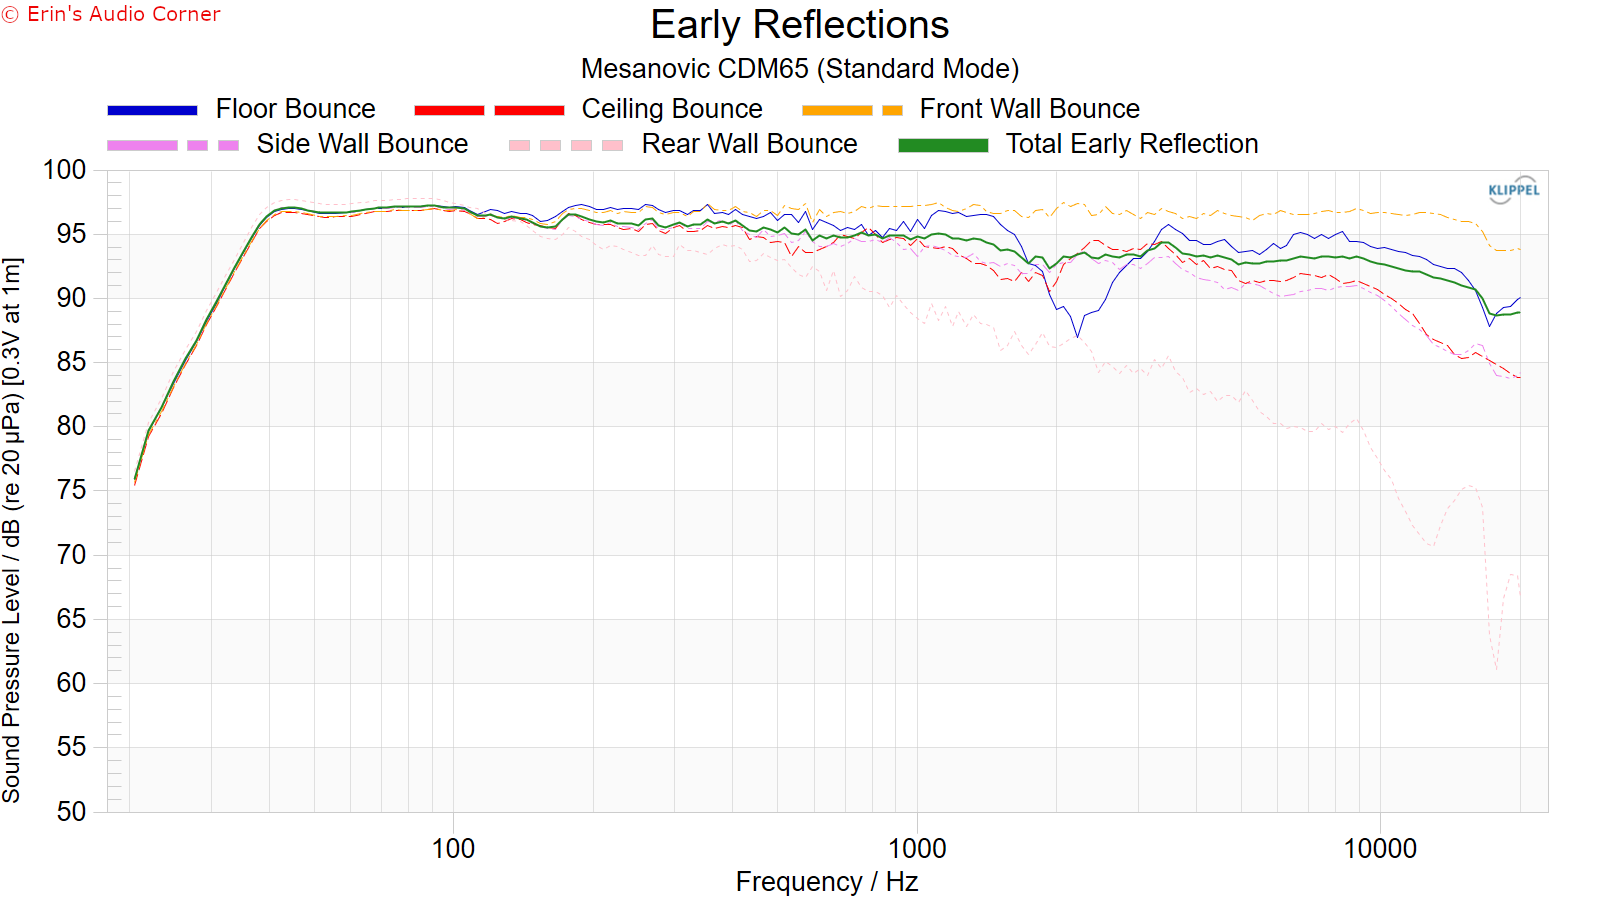 © Erin's Audio Corner
Early Reflections
Mesanovic CDM65 (Standard Mode)
Floor Bounce Ceiling Bounce Front Wall Bounce
Side Wall Bounce Rear Wall Bounce Total Early Reflection
KLIPPEL
Sound Pressure Level / dB (re 20 µPa) [0.3V at 1m]
100
95
90
85
80
75
70
65
60
55
50
100 1000 10000
Frequency / Hz